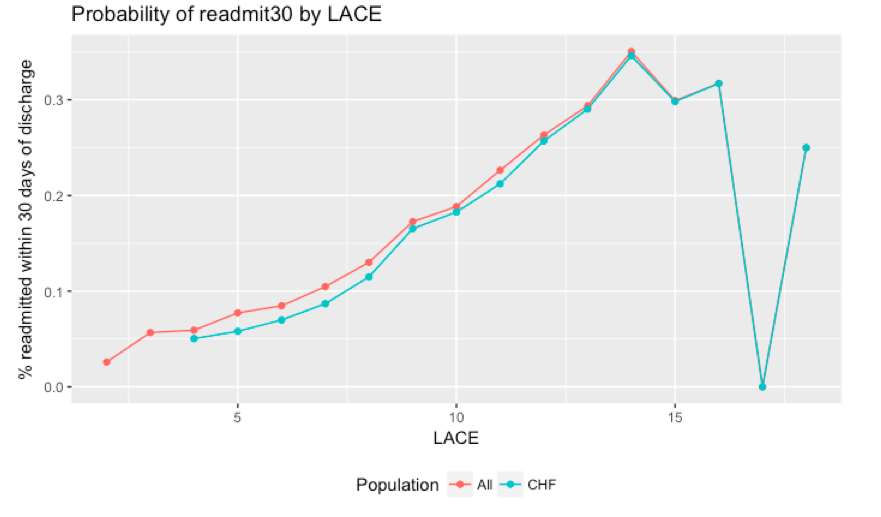 Probability of readmit30 by LACE
% readmitted within 30 days of discharge
0.3
0.2
0.1
0.0
5 10 15
LACE
Population All CHF